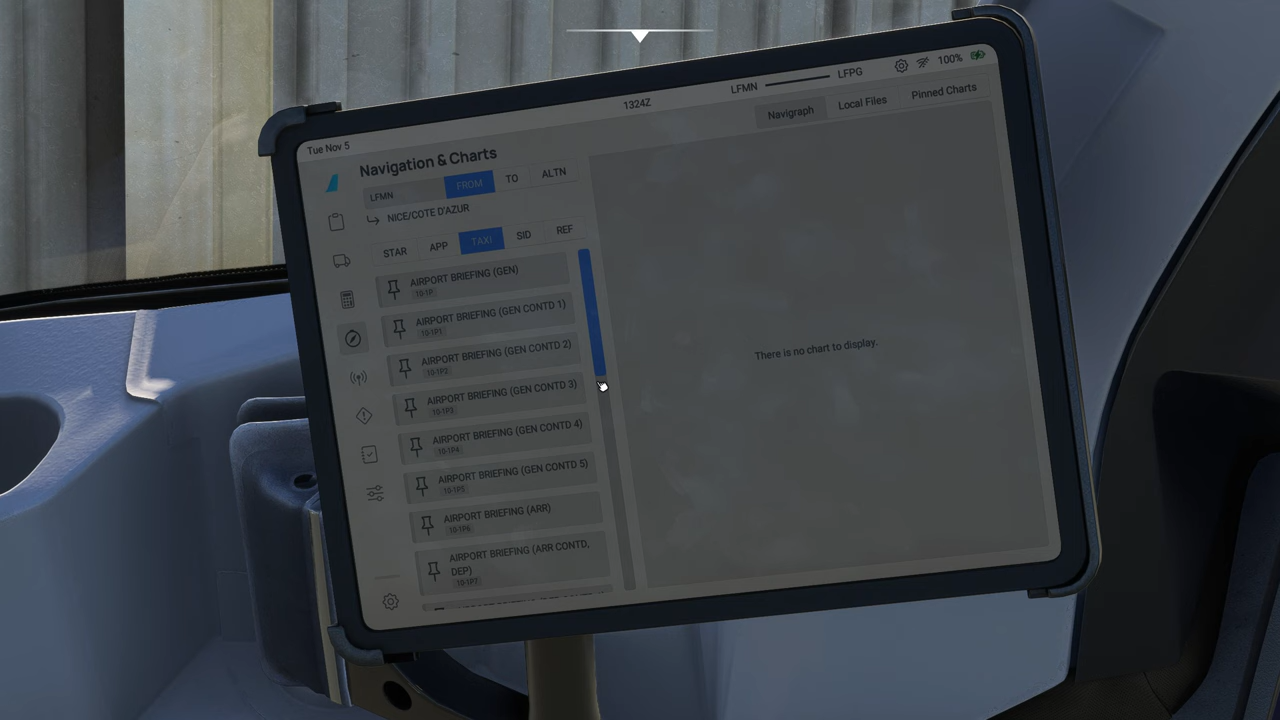 Tue Nov 5
1324Z
LFMN
LFPG
100%
Navigation & Charts
Navigraph
Local Files
Pinned Charts
LFMN
FROM
TO
ALTN
NICE/COTE D'AZUR
STAR
APP
TAXI
SID
REF
AIRPORT BRIEFING (GEN)
10-1P
AIRPORT BRIEFING (GEN CONTD 1)
10-1P1
AIRPORT BRIEFING (GEN CONTD 2)
10-1P2
AIRPORT BRIEFING (GEN CONTD 3)
10-1P3
AIRPORT BRIEFING (GEN CONTD 4)
10-1P4
AIRPORT BRIEFING (GEN CONTD 5)
10-1P5
AIRPORT BRIEFING (ARR)
10-1P6
AIRPORT BRIEFING (ARR CONTD,
DEP)
10-1P7
There is no chart to display.